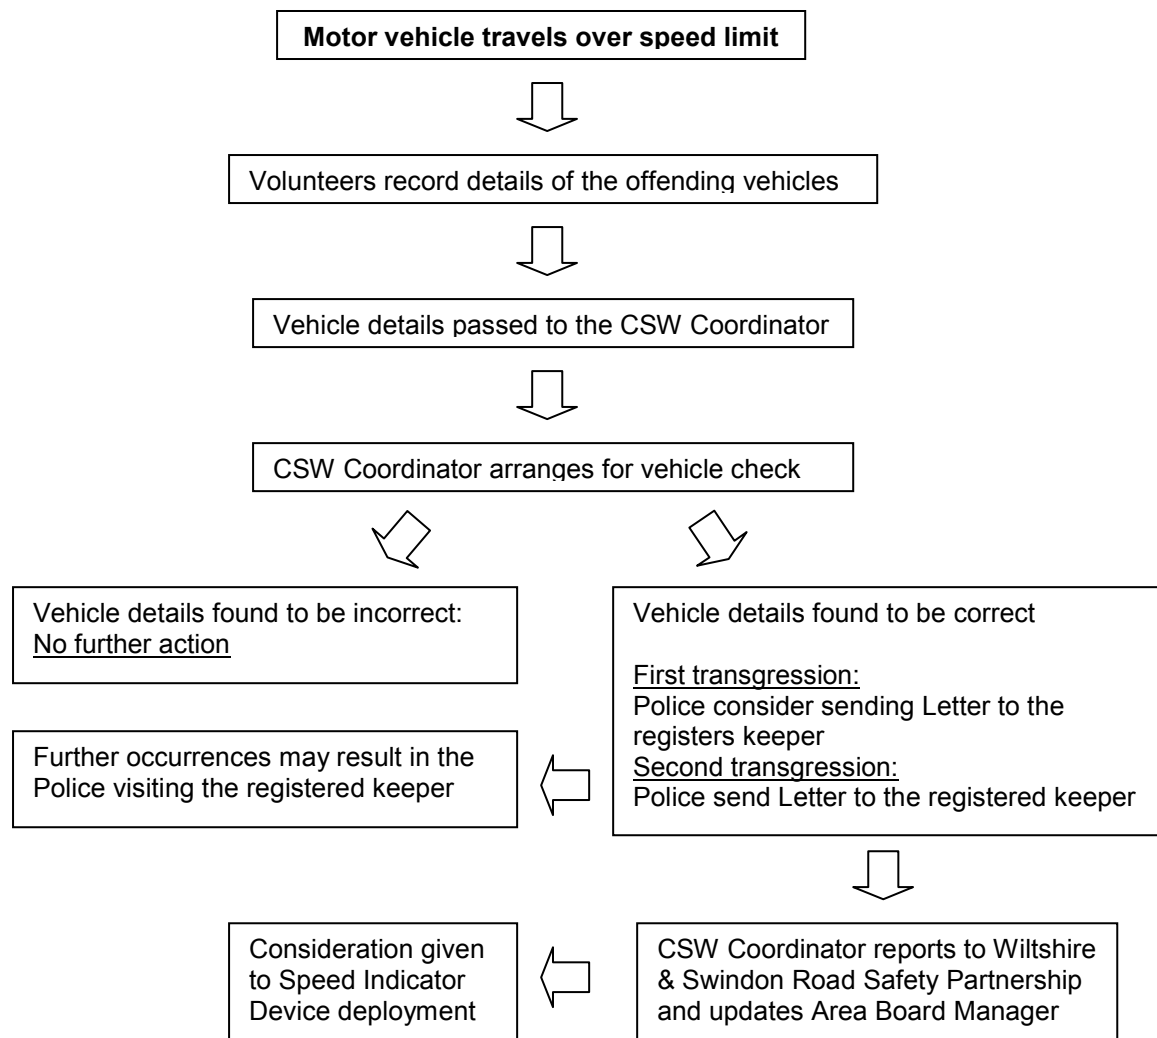 Motor vehicle travels over speed limit
Volunteers record details of the offending vehicles
Vehicle details passed to the CSW Coordinator
CSW Coordinator arranges for vehicle check
Vehicle details found to be incorrect:
No further action
Vehicle details found to be correct
First transgression:
Police consider sending Letter to the
registers keeper
Second transgression:
Police send Letter to the registered keeper
Further occurrences may result in the
Police visiting the registered keeper
CSW Coordinator reports to Wiltshire
& Swindon Road Safety Partnership
and updates Area Board Manager
Consideration given
to Speed Indicator
Device deployment